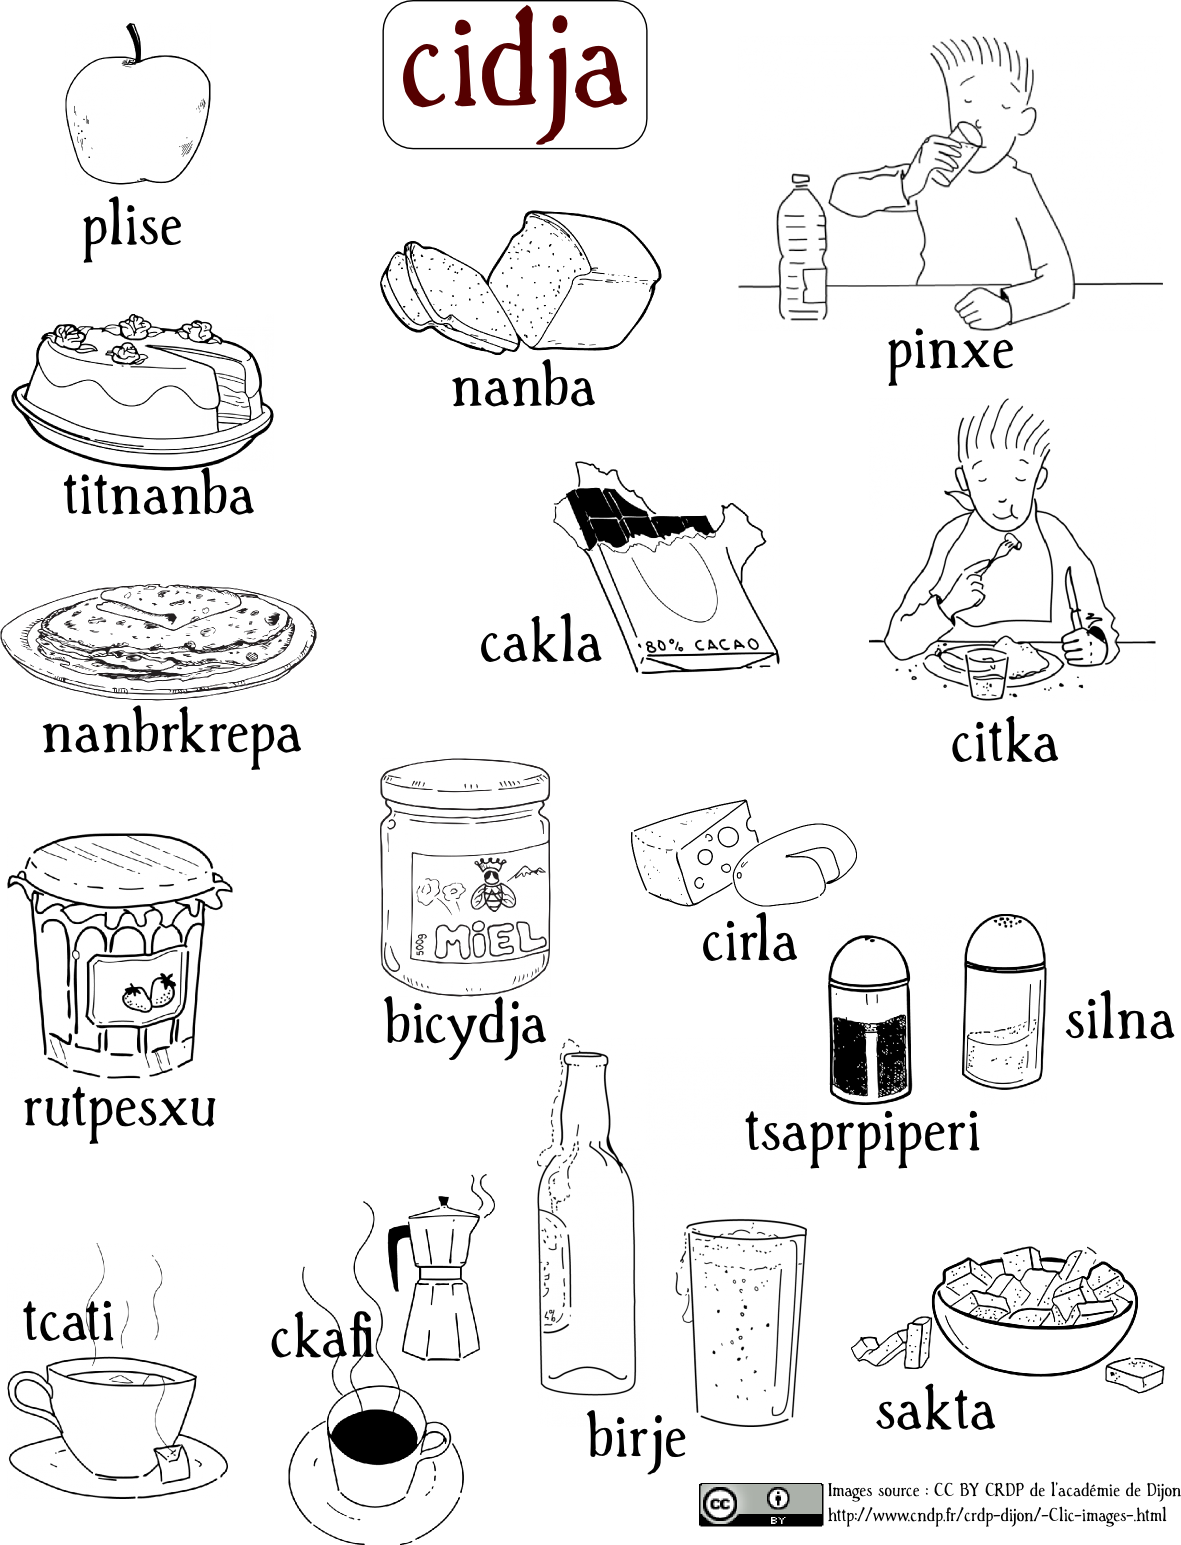 cidja
plise
pinxe
nanba
titnanba
cakla
80% CACAO
citka
nanbrkrepa
MiEL
500g
bicydja
cirla
silna
rutpesxu
tsaprpiperi
tcati
ckafi
birje
sakta
cc
BY
Images source : CC BY CRDP de l'académie de Dijon
http://www.cndp.fr/crdp-dijon/-Clic-images-.html